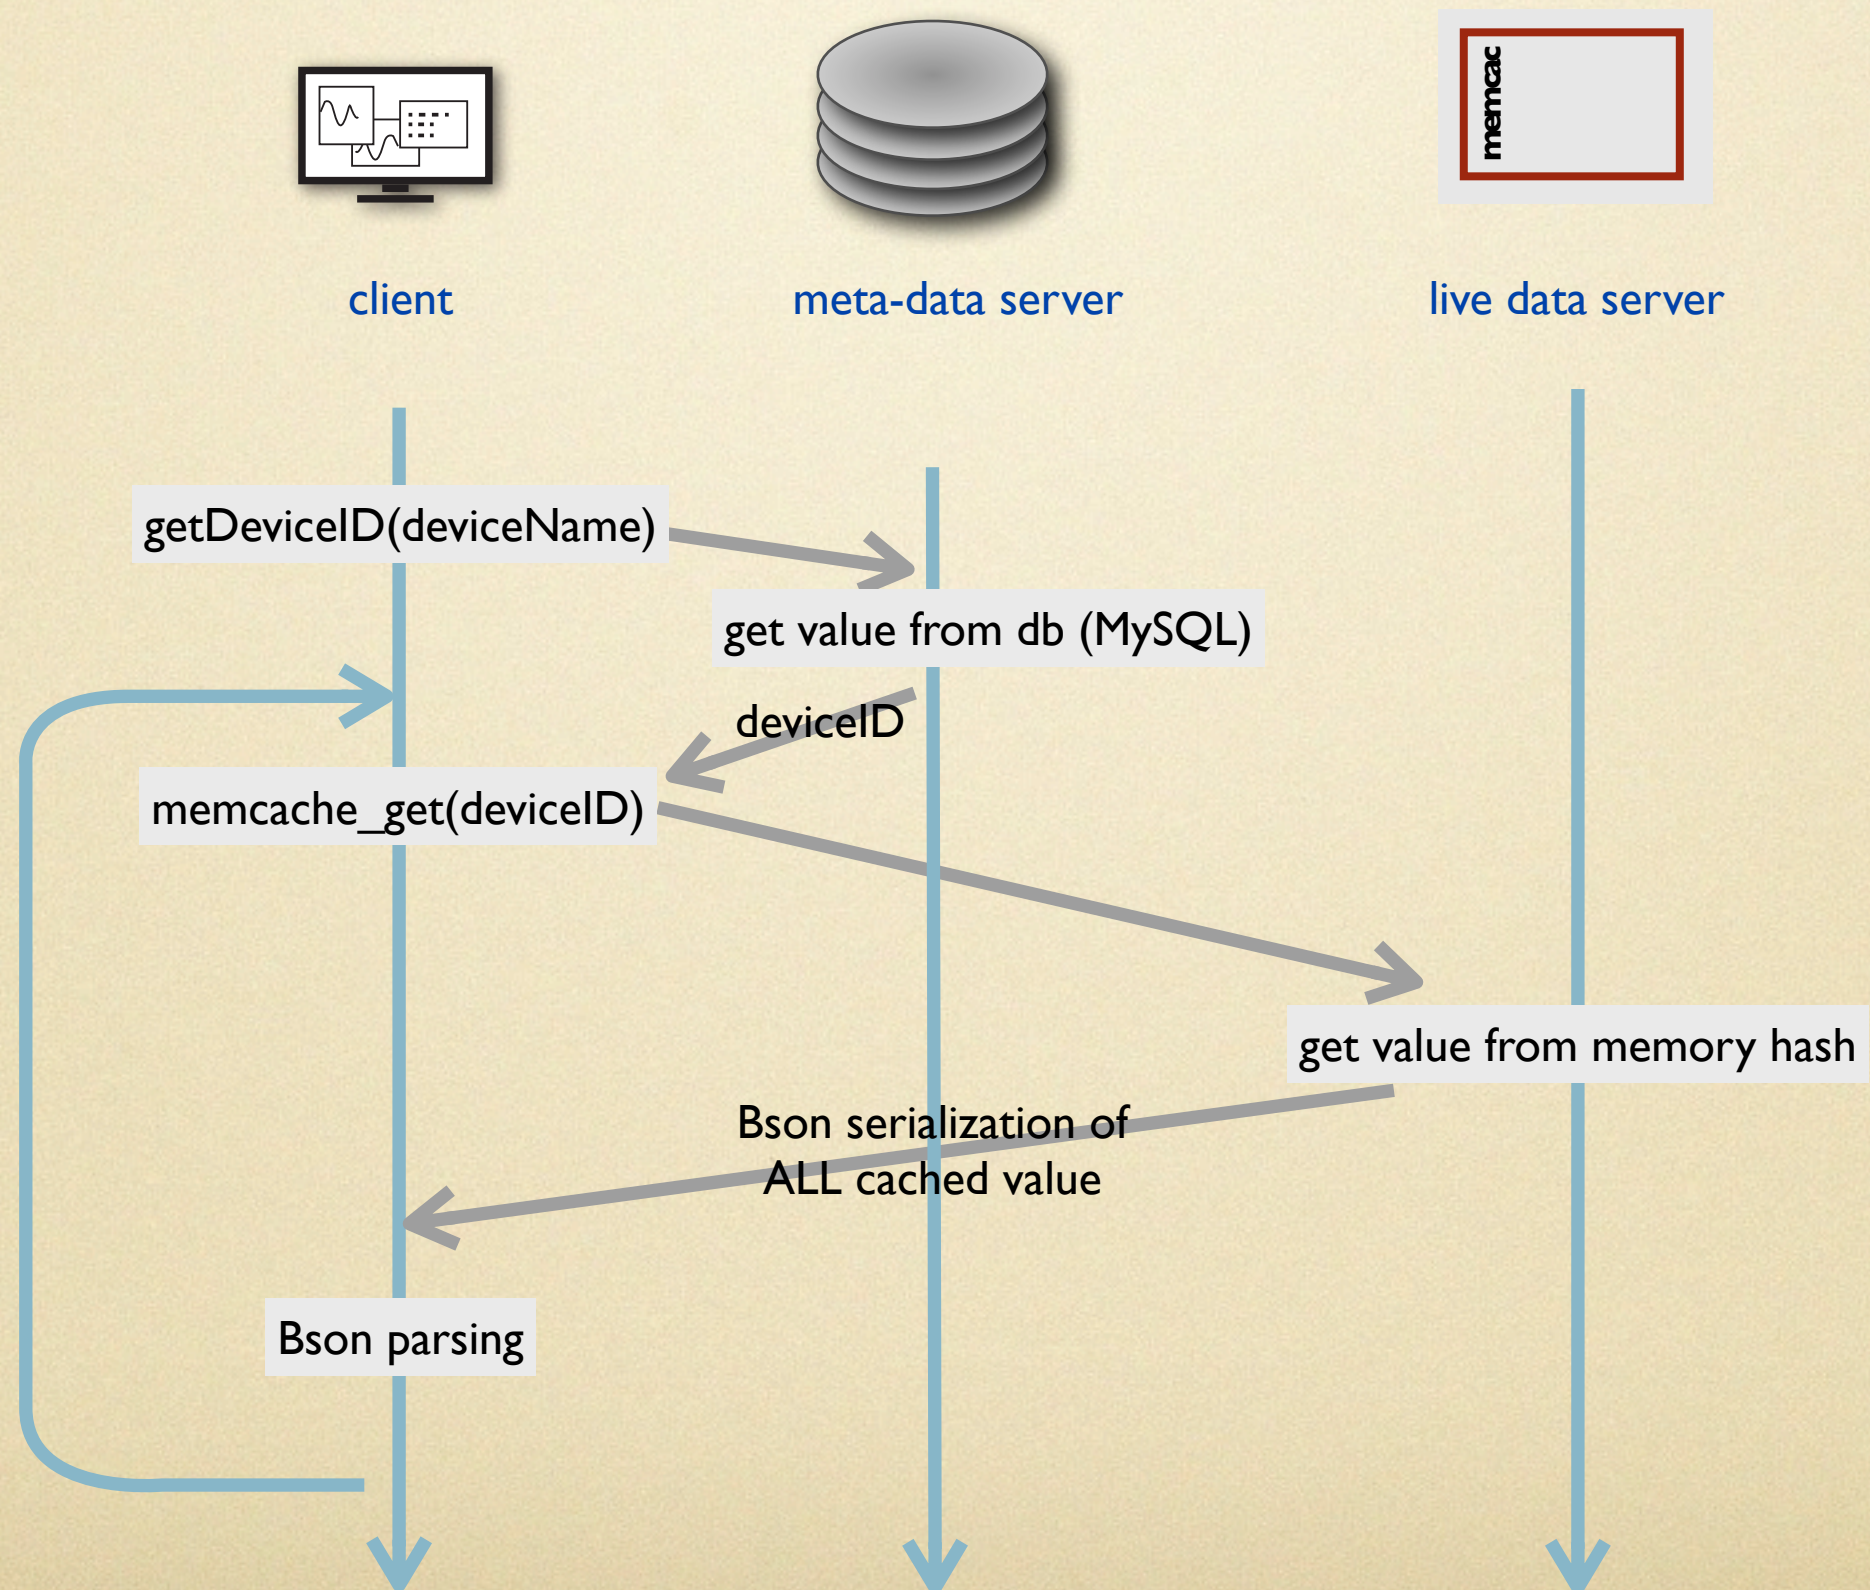 memcac
client
meta-data server
live data server
getDeviceID(deviceName)
get value from db (MySQL)
deviceID
memcache_get(deviceID)
get value from memory hash
Bson serialization of
ALL cached value
Bson parsing